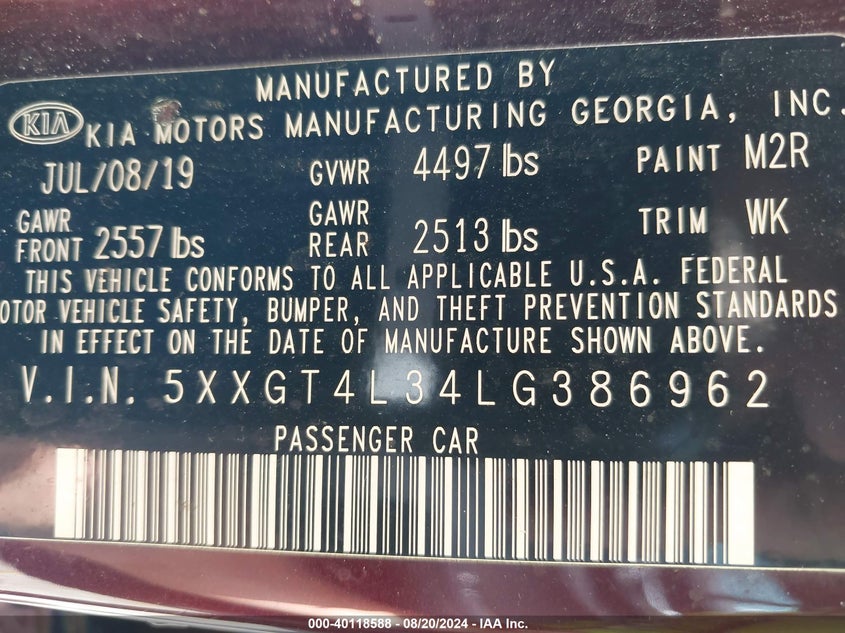 MANUFACTURED BY
KIA KIA MOTORS MANUFACTURING GEORGIA, INC.
JUL/08/19 GVWR 4497 lbs PAINT M2R
GAWR FRONT 2557 lbs GAWR REAR 2513 lbs TRIM WK
THIS VEHICLE CONFORMS TO ALL APPLICABLE U.S.A. FEDERAL
OTOR VEHICLE SAFETY, BUMPER, AND THEFT PREVENTION STANDARDS
IN EFFECT ON THE DATE OF MANUFACTURE SHOWN ABOVE.
V.I.N. 5XXGT4L34LG386962
PASSENGER CAR
000-40118588 - 08/20/2024 - IAA Inc.